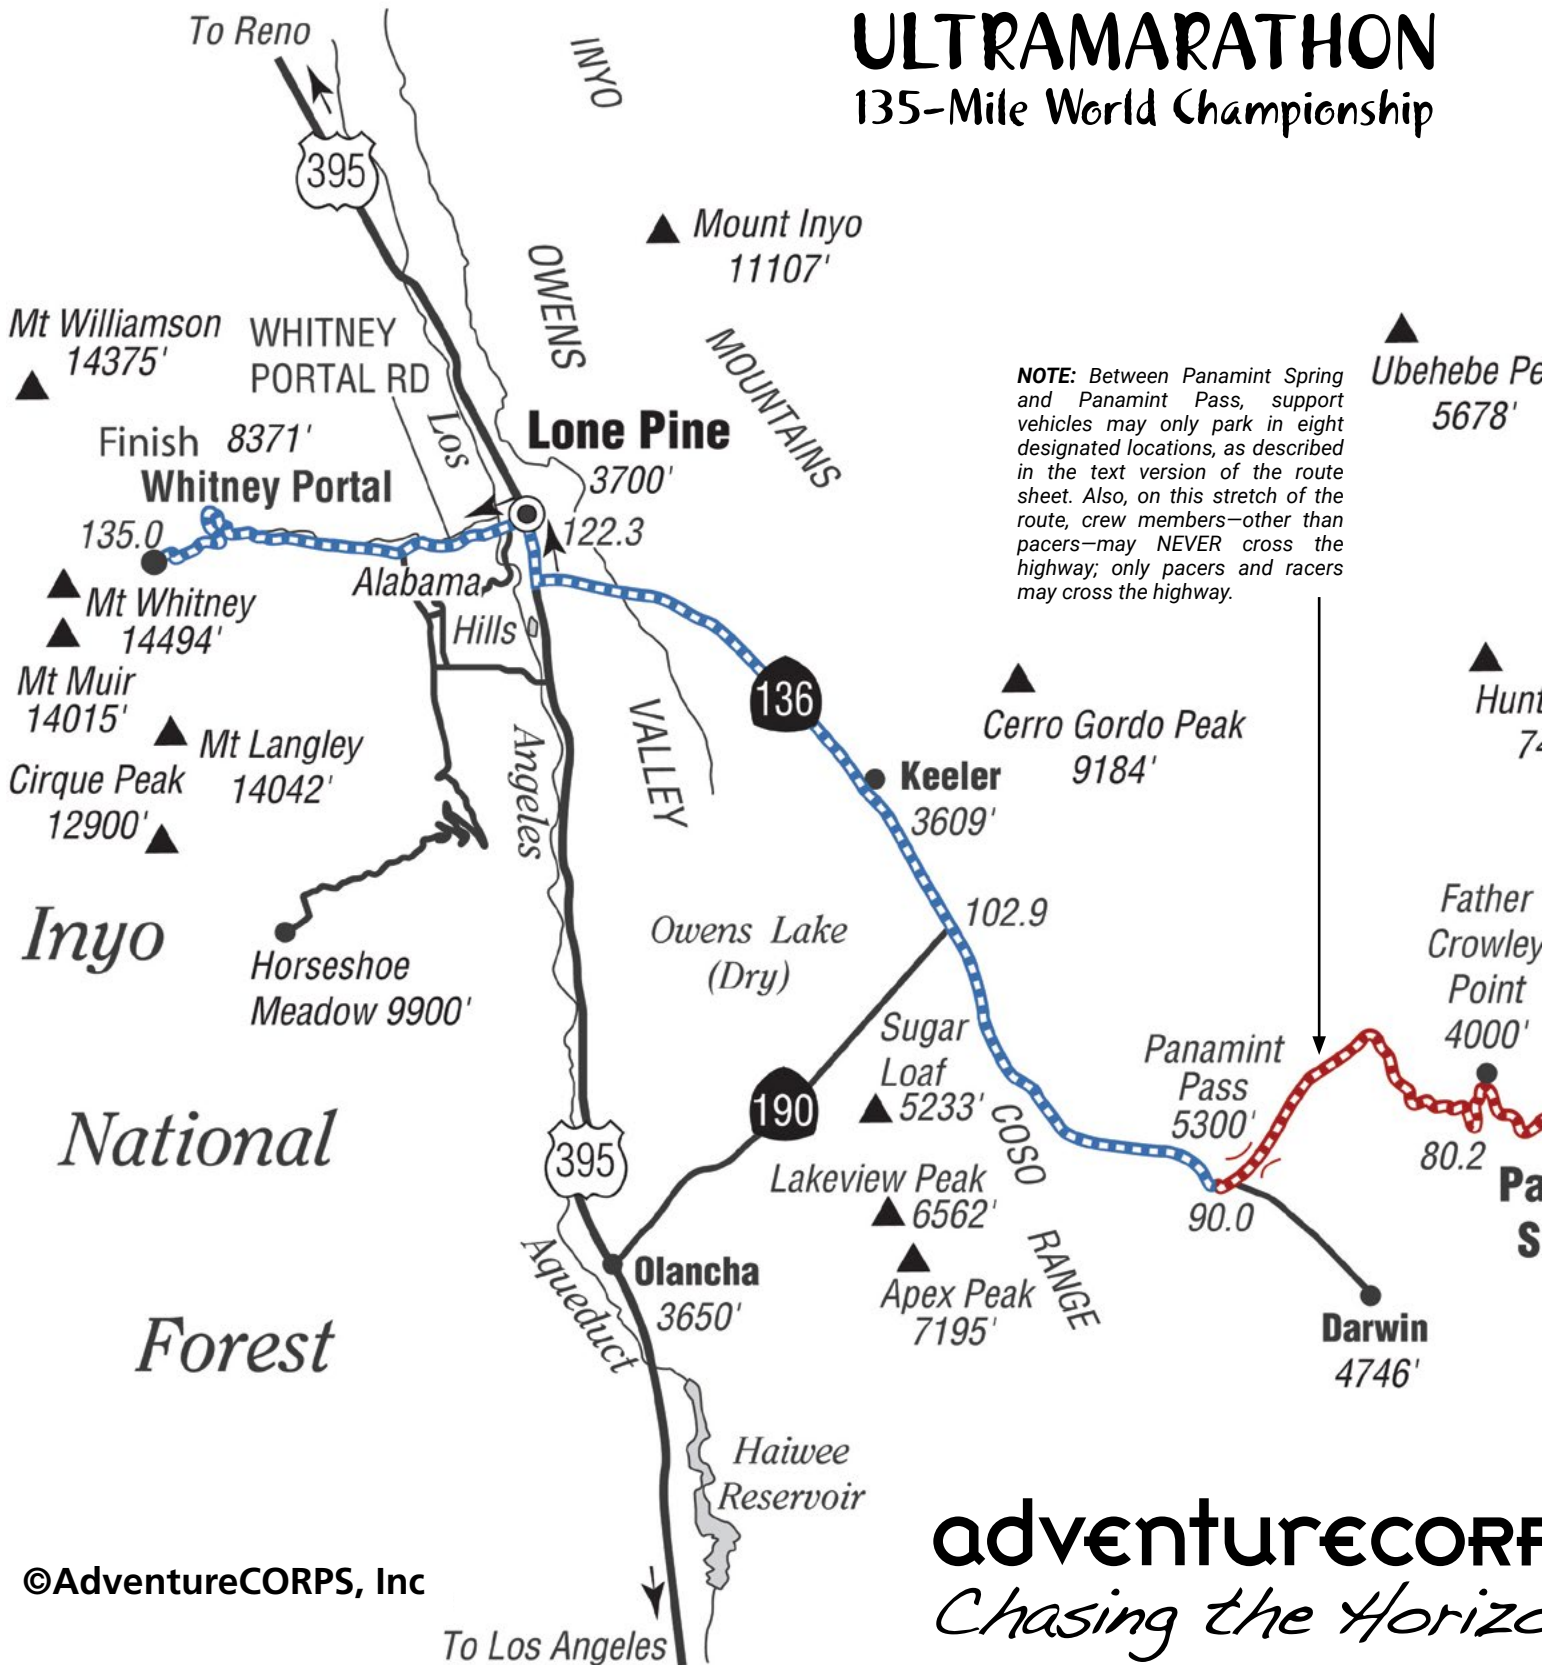 ULTRAMARATHON
135-Mile World Championship
To Reno
INYO
395
Mount Inyo
11107'
OWENS
Mt Williamson
14375'
WHITNEY
PORTAL RD
MOUNTAINS
Ubehebe Pe
5678'
NOTE: Between Panamint Spring
and Panamint Pass, support
vehicles may only park in eight
designated locations, as described
in the text version of the route
sheet. Also, on this stretch of the
route, crew members—other than
pacers—may NEVER cross the
highway; only pacers and racers
may cross the highway.
Los
Lone Pine
3700'
Finish 8371'
Whitney Portal
135.0
122.3
Alabama
Hills
Mt Whitney
14494'
Mt Muir
14015'
136
VALLEY
Cerro Gordo Peak
9184'
Hunt
74
Mt Langley
14042'
Angeles
Cirque Peak
12900'
Keeler
3609'
Inyo
Horseshoe
Meadow 9900'
Owens Lake
(Dry)
102.9
Father
Crowley
Point
4000'
Sugar
Loaf
5233'
Panamint
Pass
5300'
National
190
395
COSO
80.2
Pa
S
Lakeview Peak
6562'
90.0
Aqueduct
Olancha
3650'
Apex Peak
7195'
RANGE
Darwin
4746'
Forest
Haiwee
Reservoir
©AdventureCORPS, Inc
adventureCOR
Chasing the Horizo
To Los Angeles